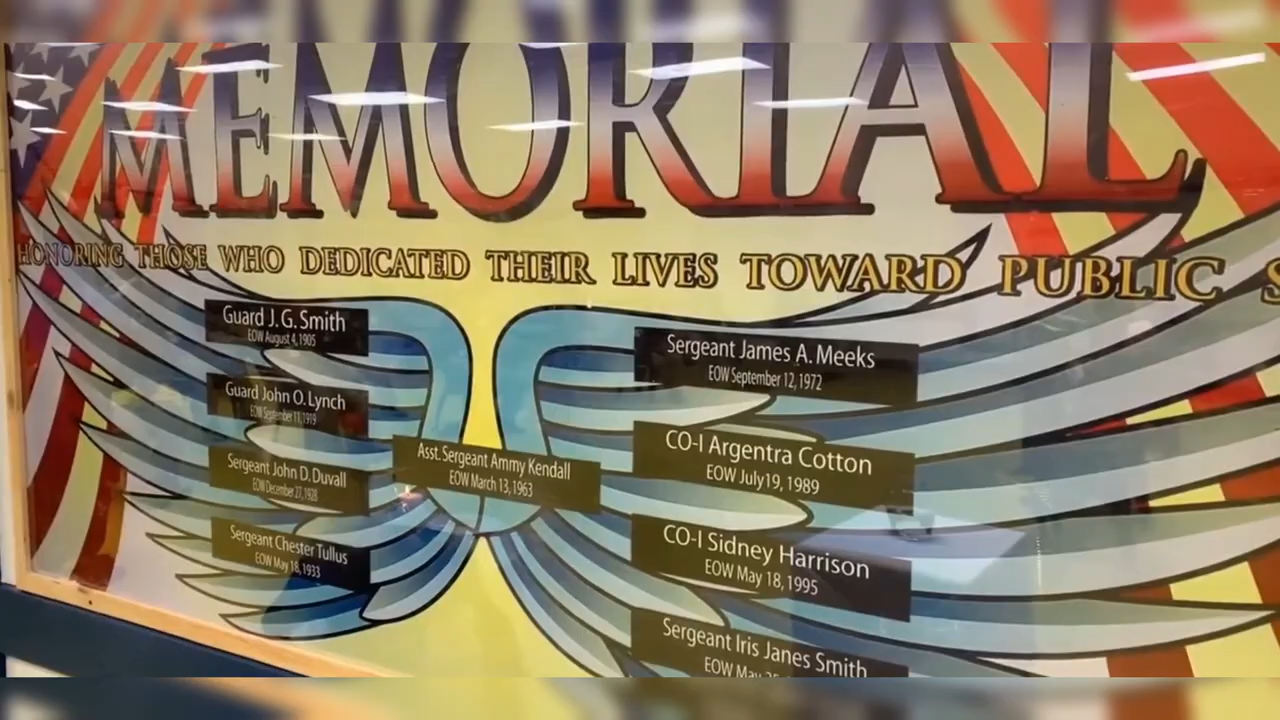 MEMORIAL
HONORING THOSE WHO DEDICATED THEIR LIVES TOWARD PUBLIC
Guard J. G. Smith
EOW August 4, 1905
Guard John O. Lynch
EOW September 11, 1919
Sergeant John D. Duvall
EOW December 27, 1928
Sergeant Chester Tullus
EOW May 18, 1933
Asst. Sergeant Ammy Kendall
EOW March 13, 1963
Sergeant James A. Meeks
EOW September 12, 1972
CO-I Argentra Cotton
EOW July19, 1989
CO-I Sidney Harrison
EOW May 18, 1995
Sergeant Iris Janes Smith
EOW May